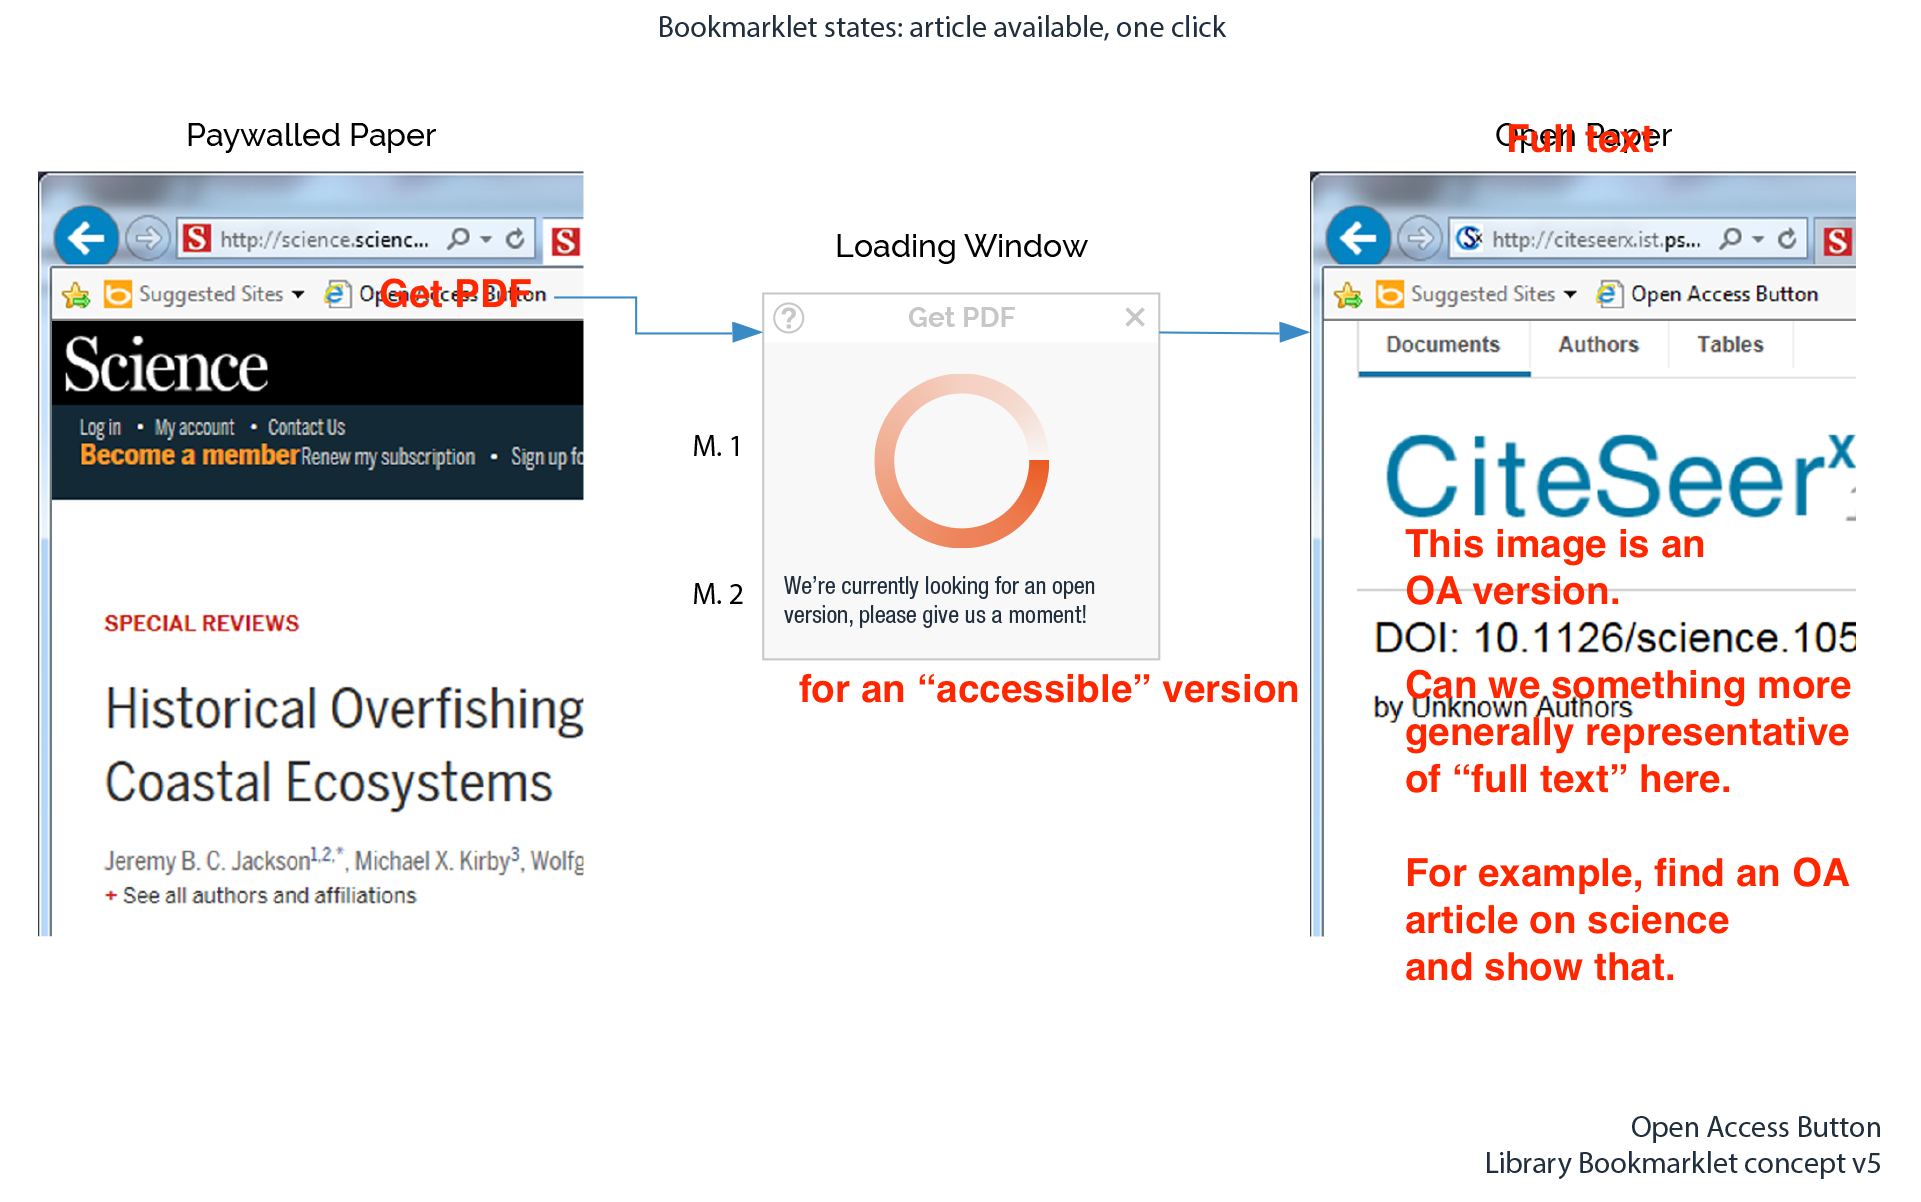 Bookmarklet states: article available, one click
Paywalled Paper
http://science.scienc...
Suggested Sites
Open Access Button
Get PDF
Science
Log in • My account • Contact Us
Become a member Renew my subscription • Sign up fo
SPECIAL REVIEWS
Historical Overfishing
Coastal Ecosystems
Jeremy B. C. Jackson1,2,*, Michael X. Kirby3, Wolfg
+ See all authors and affiliations
Loading Window
? Get PDF ×
M. 1
M. 2
We’re currently looking for an open
version, please give us a moment!
for an “accessible” version
Open Paper
Full text
http://citeseerx.ist.ps...
Suggested Sites
Open Access Button
Documents Authors Tables
CiteSeerx
This image is an
OA version.
DOI: 10.1126/science.105
Can we something more
by Unknown Authors
generally representative
of “full text” here.
For example, find an OA
article on science
and show that.
Open Access Button
Library Bookmarklet concept v5